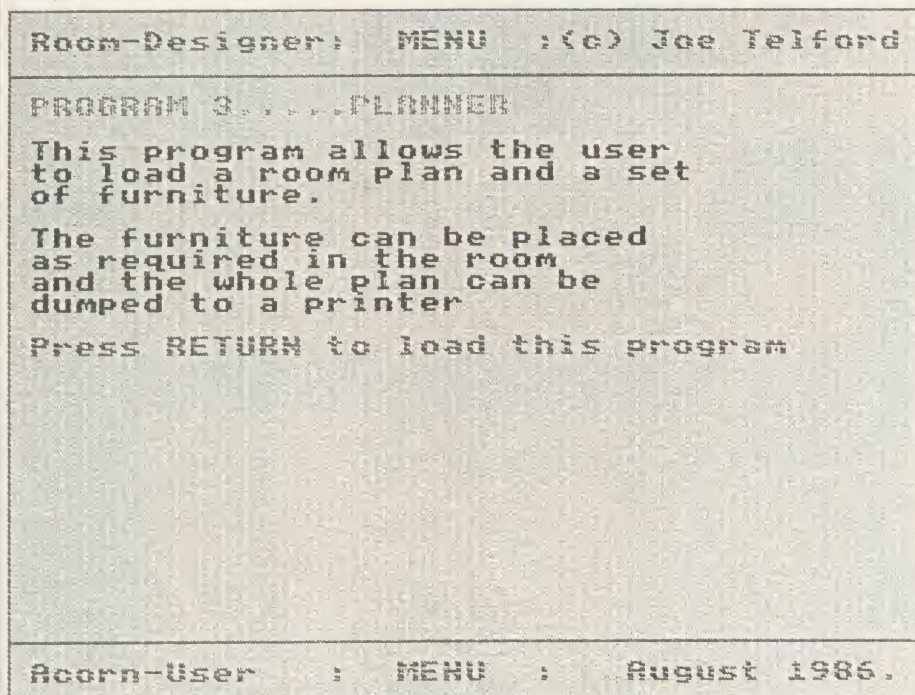 Room-Designer: MENU :(c) Joe Telford
PROGRAM 3.....PLANNER
This program allows the user
to load a room plan and a set
of furniture.
The furniture can be placed
as required in the room
and the whole plan can be
dumped to a printer
Press RETURN to load this program
Acorn-User : MENU : August 1986.